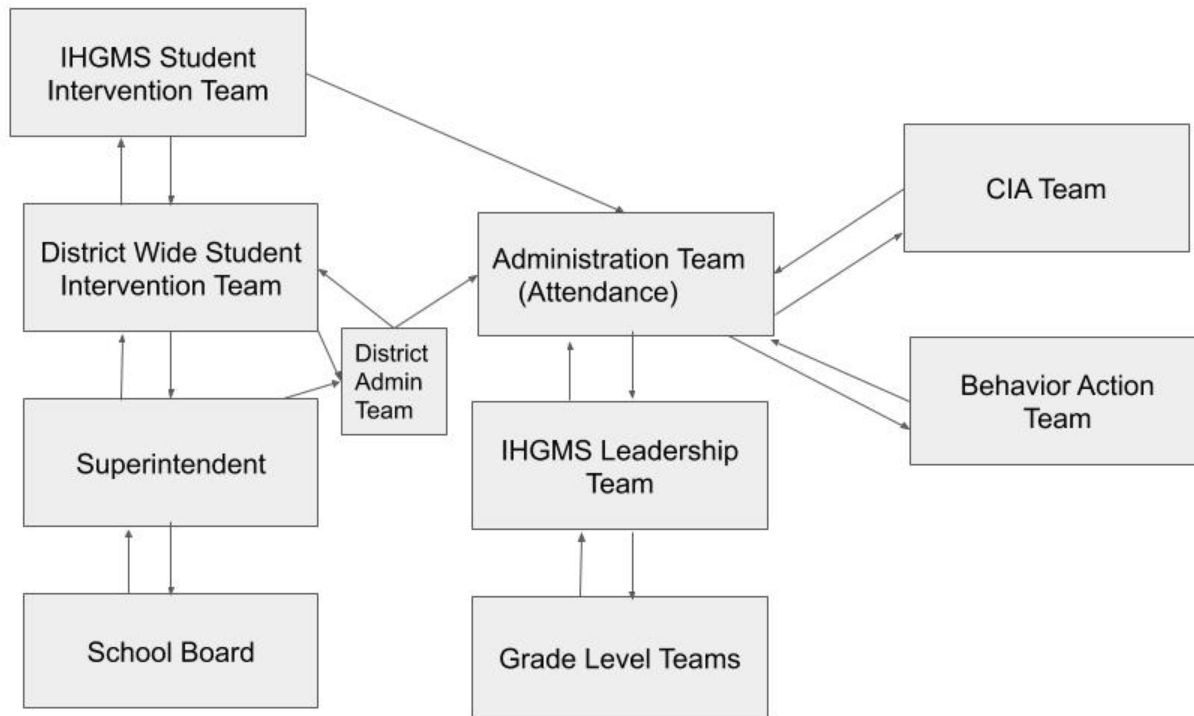 IHGMS Student
Intervention Team
CIA Team
District Wide Student
Intervention Team
Administration Team
(Attendance)
District
Admin
Team
Behavior Action
Team
Superintendent
IHGMS Leadership
Team
School Board
Grade Level Teams